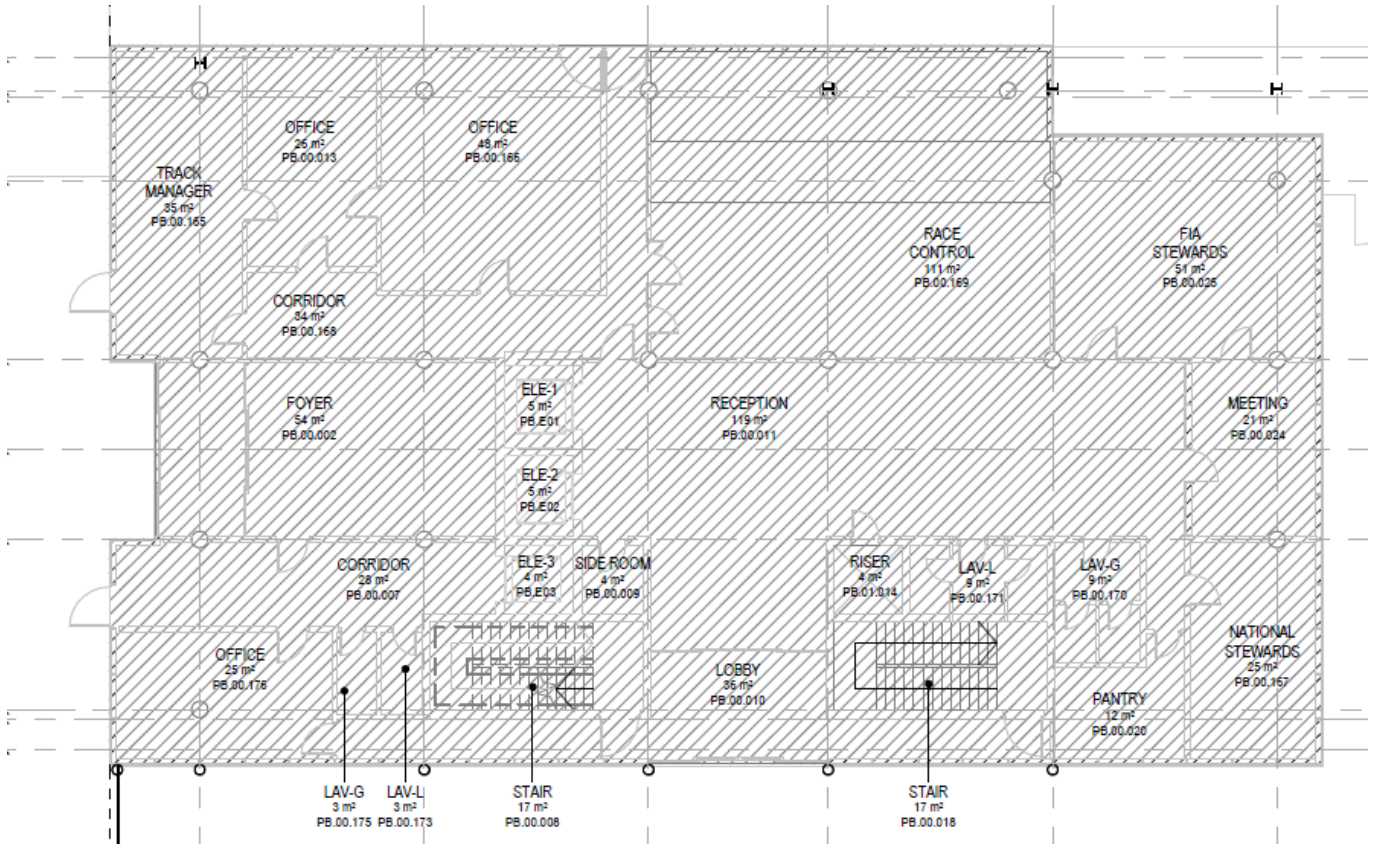 OFFICE
26 m²
PB.00.013
OFFICE
48 m²
PB.00.166
TRACK
MANAGER
35 m²
PB.00.165
RACE
CONTROL
111 m²
PB.00.169
FIA
STEWARDS
51 m²
PB.00.025
CORRIDOR
34 m²
PB.00.168
FOYER
54 m²
PB.00.002
ELE-1
5 m²
PB.E01
RECEPTION
119 m²
PB.00.011
MEETING
21 m²
PB.00.024
ELE-2
5 m²
PB.E02
CORRIDOR
28 m²
PB.00.007
ELE-3
4 m²
PB.E03
SIDE ROOM
4 m²
PB.00.009
RISER
4 m²
PB.01.014
LAV-L
9 m²
PB.00.171
LAV-G
9 m²
PB.00.170
OFFICE
25 m²
PB.00.176
LOBBY
36 m²
PB.00.010
NATIONAL
STEWARDS
25 m²
PB.00.167
PANTRY
12 m²
PB.00.020
LAV-G
3 m²
PB.00.175
LAV-L
3 m²
PB.00.173
STAIR
17 m²
PB.00.008
STAIR
17 m²
PB.00.018